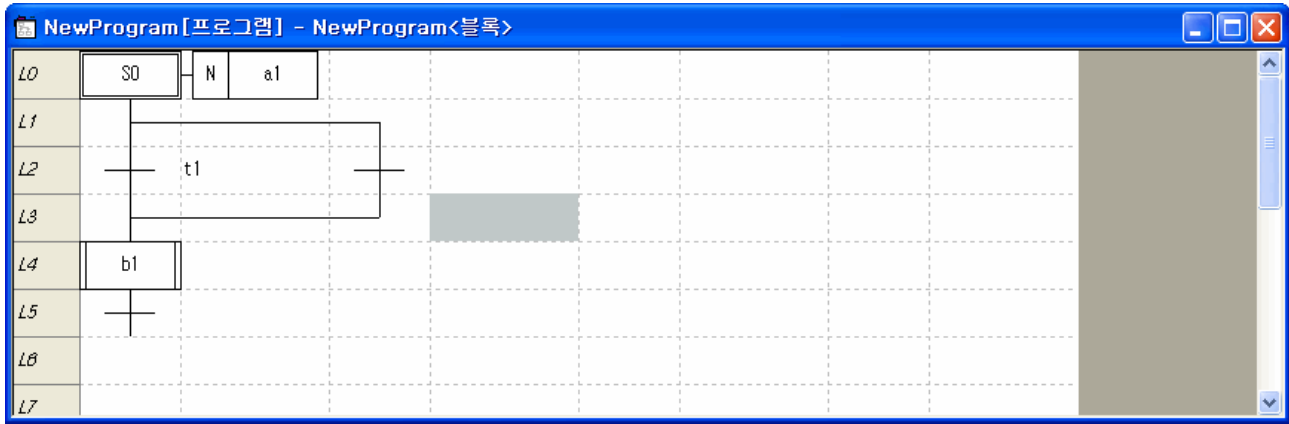 NewProgram[프로그램] - NewProgram<블록>
L0 S0 N a1
L1
L2 t1
L3
L4 b1
L5
L6
L7